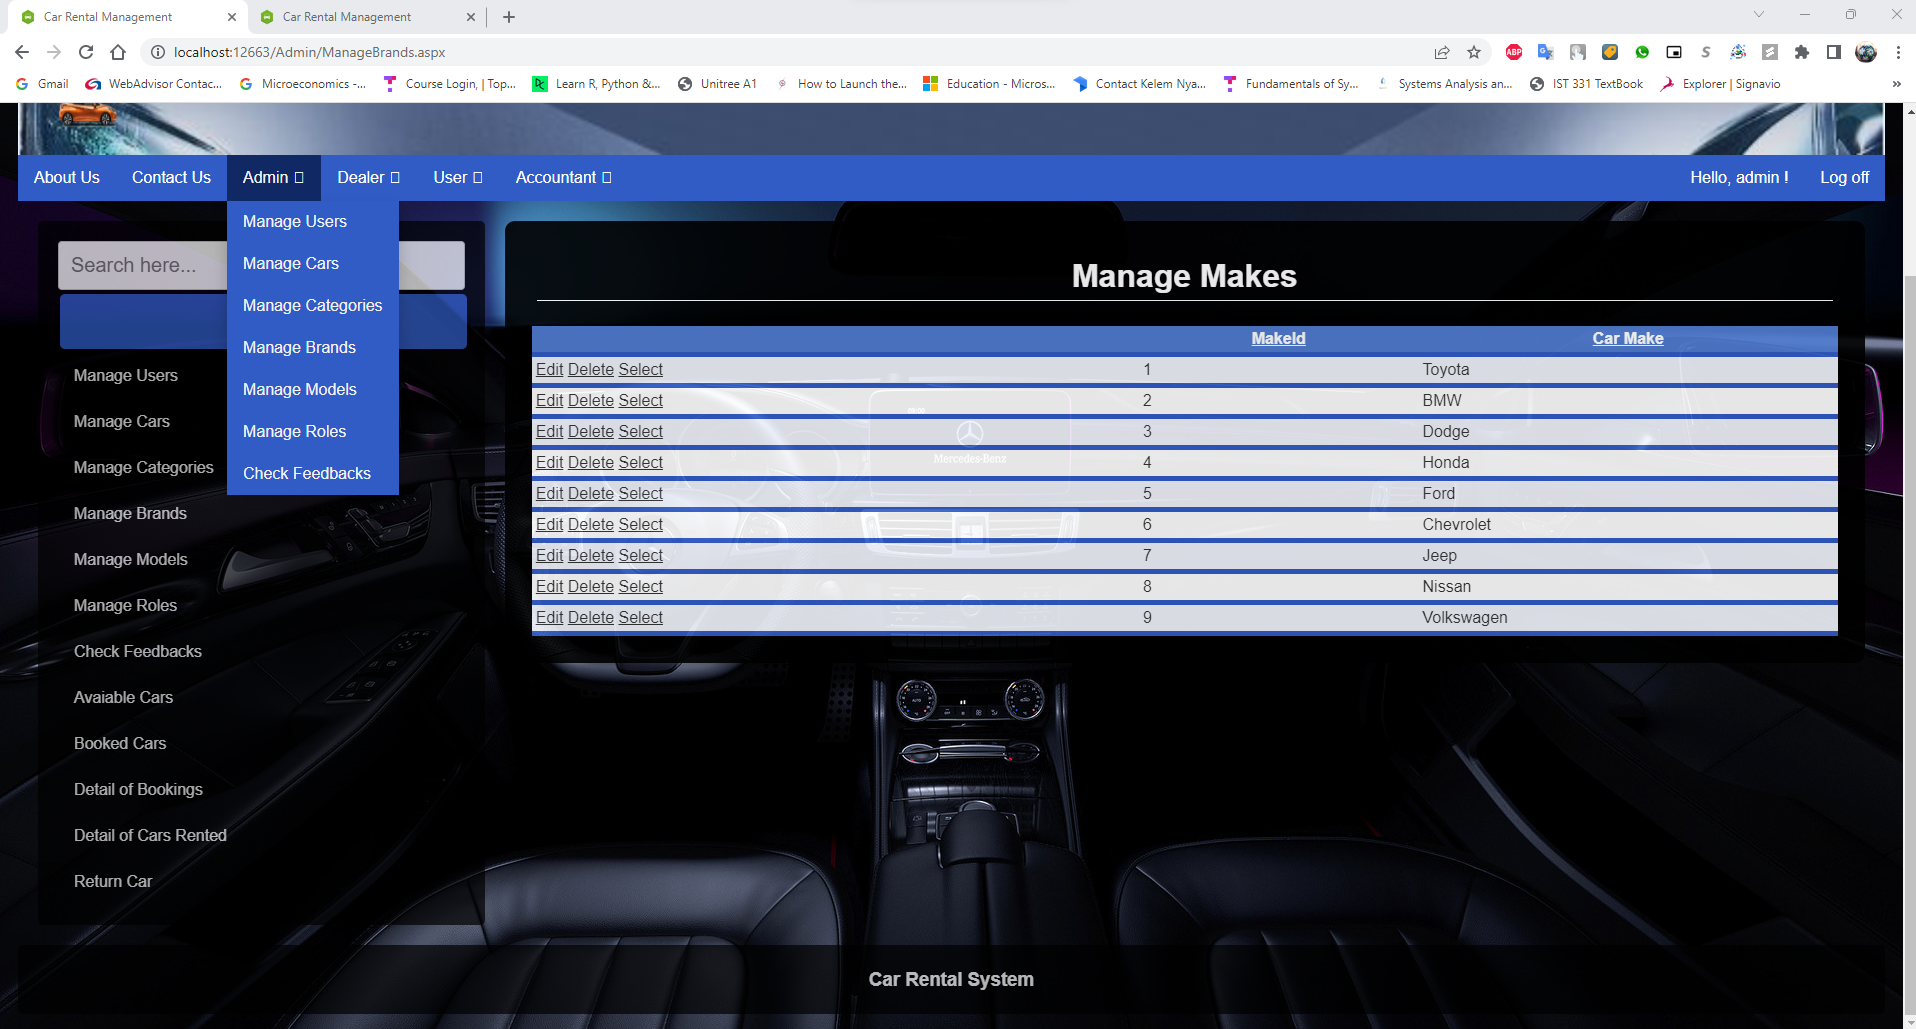 Car Rental Management
Car Rental Management
localhost:12663/Admin/ManageBrands.aspx
ABP
Gmail
WebAdvisor Contac...
Microeconomics -...
Course Login, | Top...
Learn R, Python &...
Unitree A1
How to Launch the...
Education - Micros...
Contact Kelem Nya...
Fundamentals of Sy...
Systems Analysis an...
IST 331 TextBook
Explorer | Signavio
About Us
Contact Us
Admin
Dealer
User
Accountant
Hello, admin !
Log off
Manage Users
Manage Cars
Manage Categories
Manage Brands
Manage Models
Manage Roles
Check Feedbacks
Search here...
Manage Users
Manage Cars
Manage Categories
Manage Brands
Manage Models
Manage Roles
Check Feedbacks
Avaiable Cars
Booked Cars
Detail of Bookings
Detail of Cars Rented
Return Car
Manage Makes
MakeId Car Make
Edit Delete Select 1 Toyota
Edit Delete Select 2 BMW
Edit Delete Select 3 Dodge
Edit Delete Select 4 Honda
Edit Delete Select 5 Ford
Edit Delete Select 6 Chevrolet
Edit Delete Select 7 Jeep
Edit Delete Select 8 Nissan
Edit Delete Select 9 Volkswagen
Mercedes-Benz
AUTO
Car Rental System